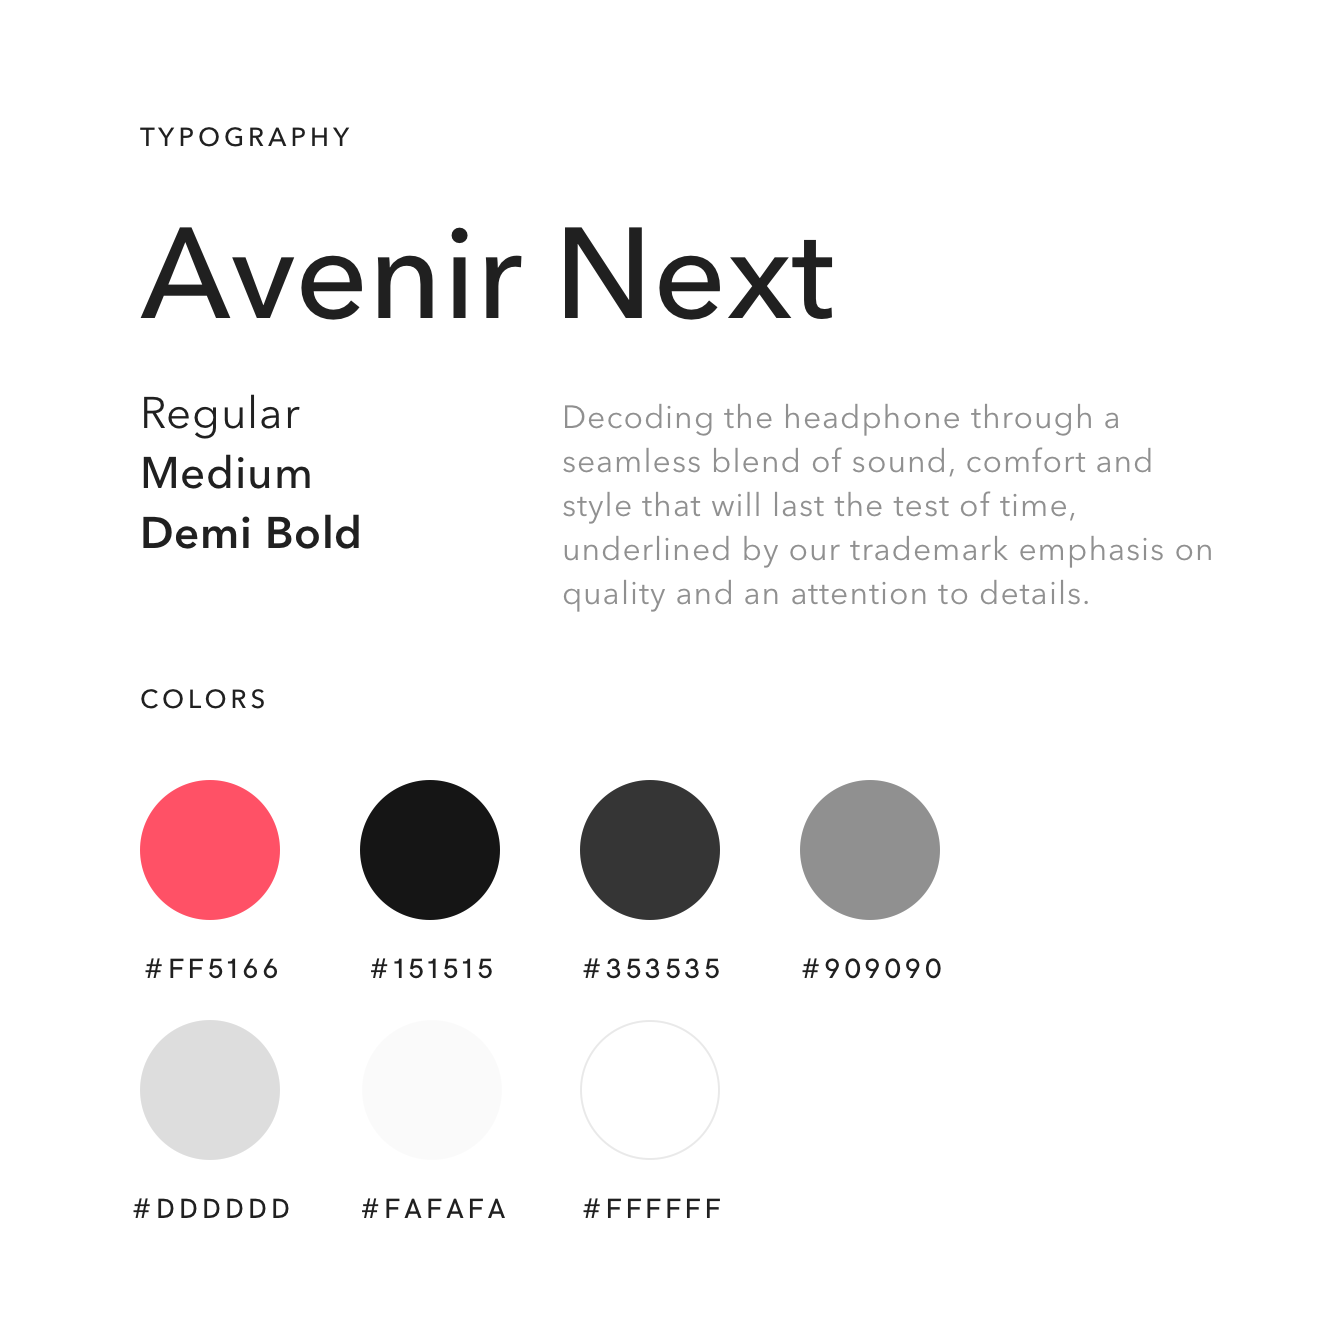 TYPOGRAPHY
Avenir Next
Regular
Medium
Demi Bold
Decoding the headphone through a
seamless blend of sound, comfort and
style that will last the test of time,
underlined by our trademark emphasis on
quality and an attention to details.
COLORS
#FF5166
#151515
#353535
#909090
#DDDDDD
#FAFAFA
#FFFFFF